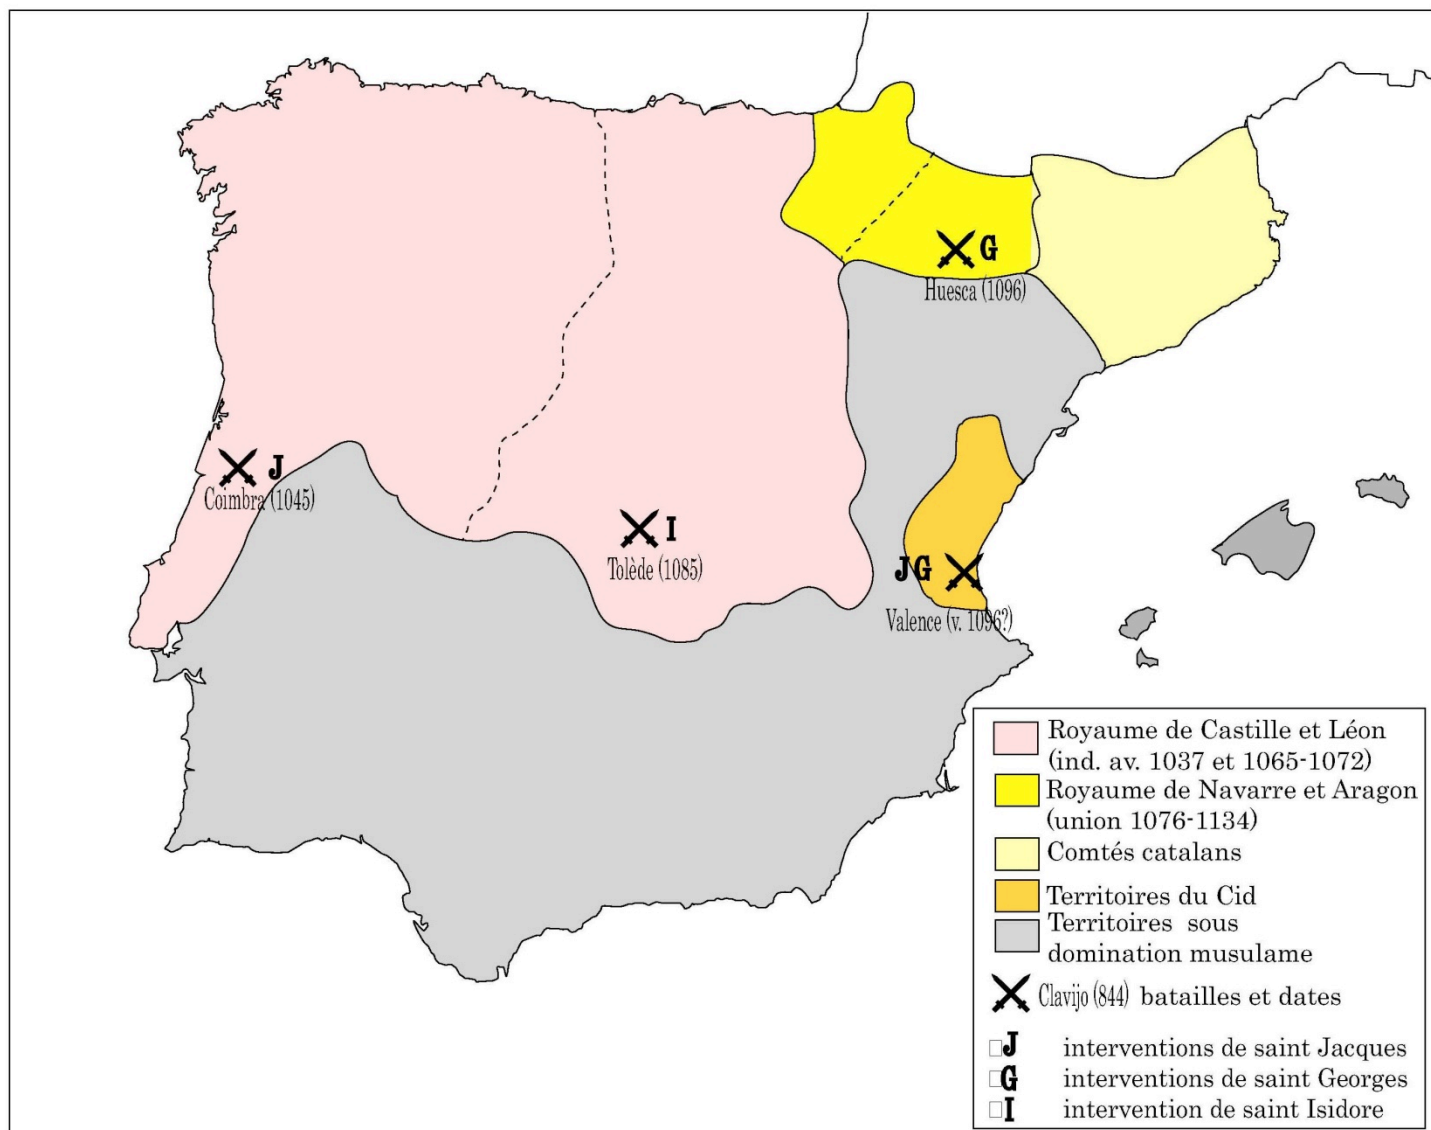 G
Huesca (1096)
J
Coimbra (1045)
I
Tolède (1085)
JG
Valence (v. 1096?)
Royaume de Castille et Léon
(ind. av. 1037 et 1065-1072)
Royaume de Navarre et Aragon
(union 1076-1134)
Comtés catalans
Territoires du Cid
Territoires sous
domination musulame
Clavijo (844) batailles et dates
J interventions de saint Jacques
G interventions de saint Georges
I intervention de saint Isidore